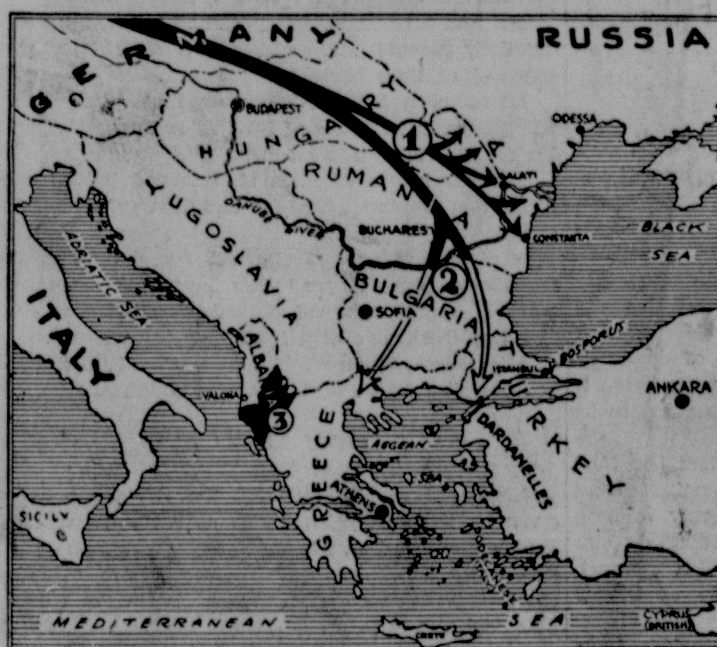 GERMANY
RUSSIA
BUDAPEST
HUNGARY
1
ODESSA
RUMANIA
GALATI
YUGOSLAVIA
DANUBE RIVER
BUCHAREST
CONSTANTA
BLACK
SEA
ADRIATIC SEA
2
BULGARIA
SOFIA
ITALY
ALBANIA
ISTANBUL
BOSPORUS
TURKEY
ANKARA
VALONA
3
GREECE
AEGEAN
SEA
DARDANELLES
ATHENS
SICILY
DODECANESE
ITALY
MEDITERRANEAN
SEA
CRETE
CYPRUS
(BRITISH)